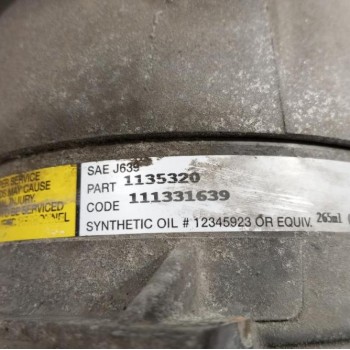 SERVICE
MAY CAUSE
INJURY
SERVICED
SAE J639
PART 1135320
CODE 111331639
SYNTHETIC OIL # 12345923 OR EQUIV. 265ml